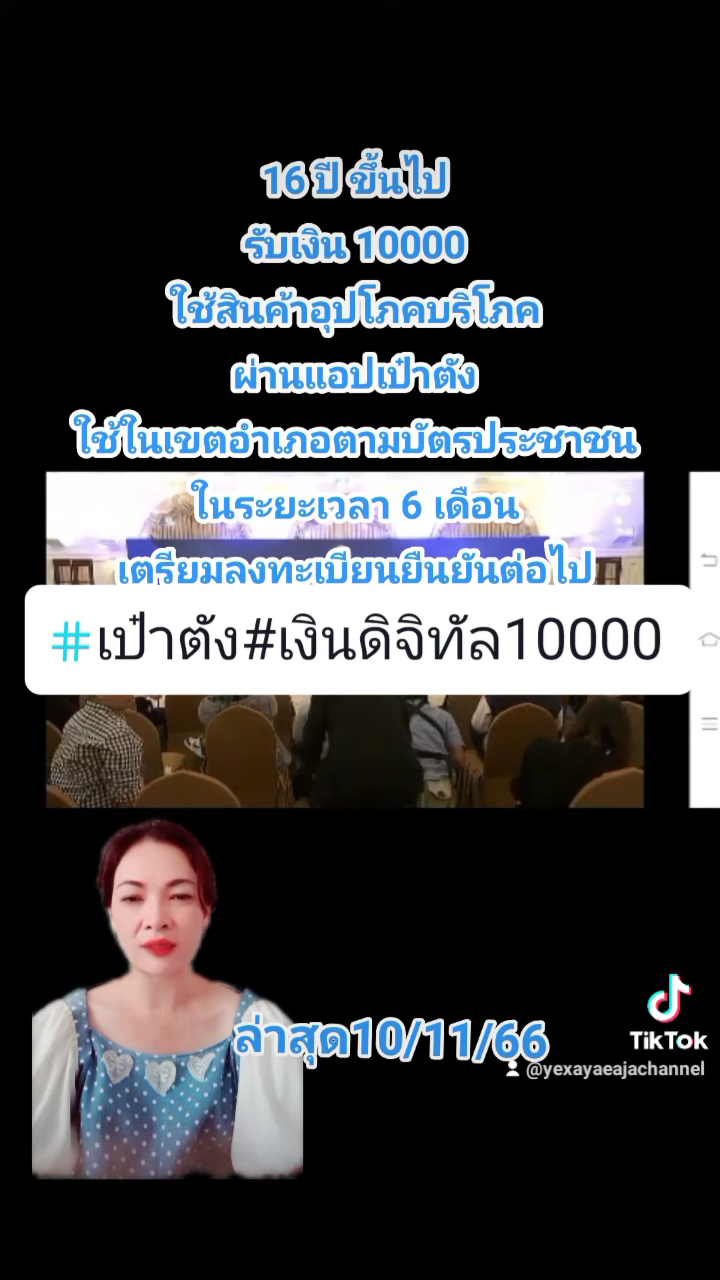 16 ปี ขึ้นไป
รับเงิน 10000
ใช้สินค้าอุปโภคบริโภค
ผ่านแอปเป๋าตัง
ใช้ในเขตอำเภอตามบัตรประชาชน
ในระยะเวลา 6 เดือน
เตรียมลงทะเบียนยืนยันต่อไป
#เป๋าตัง#เงินดิจิทัล10000
ล่าสุด10/11/66
TikTok
@yexayaeajachannel